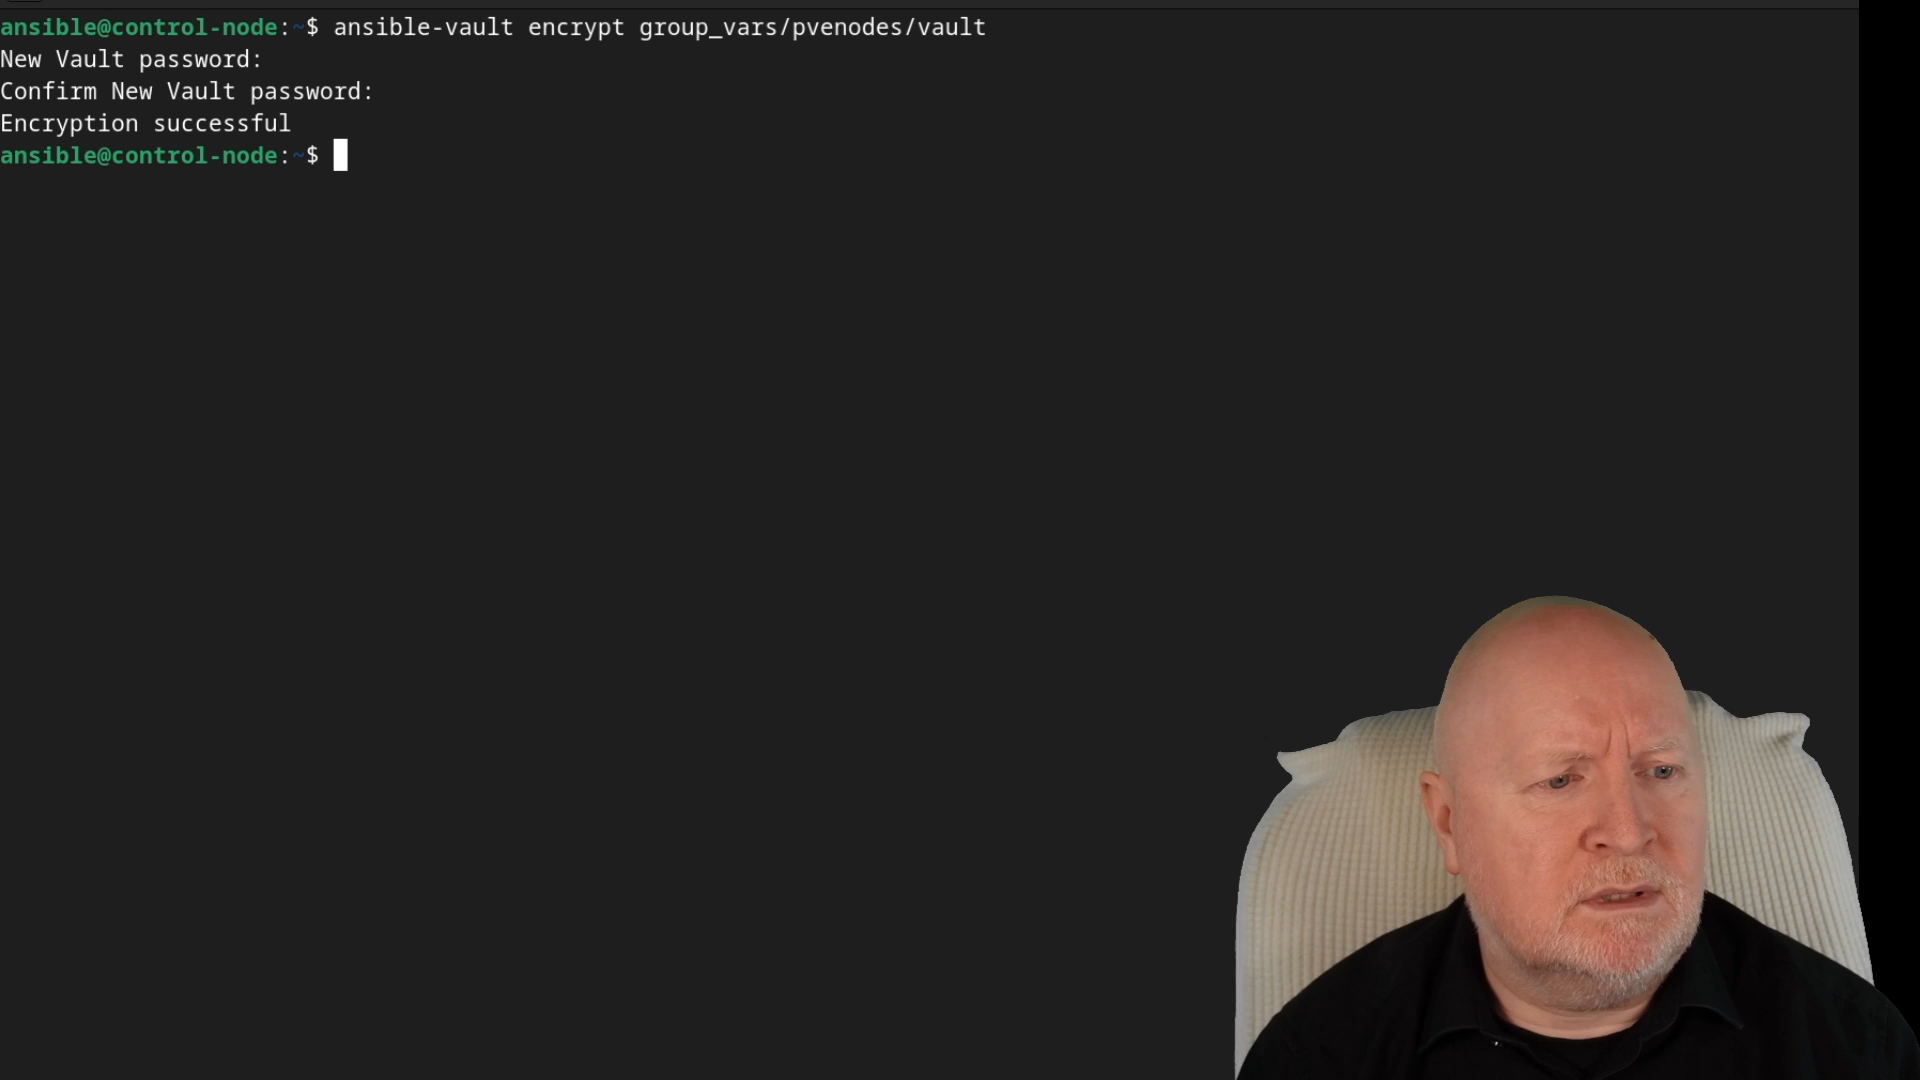 ansible@control-node:~$ ansible-vault encrypt group_vars/pvenodes/vault
New Vault password:
Confirm New Vault password:
Encryption successful
ansible@control-node:~$